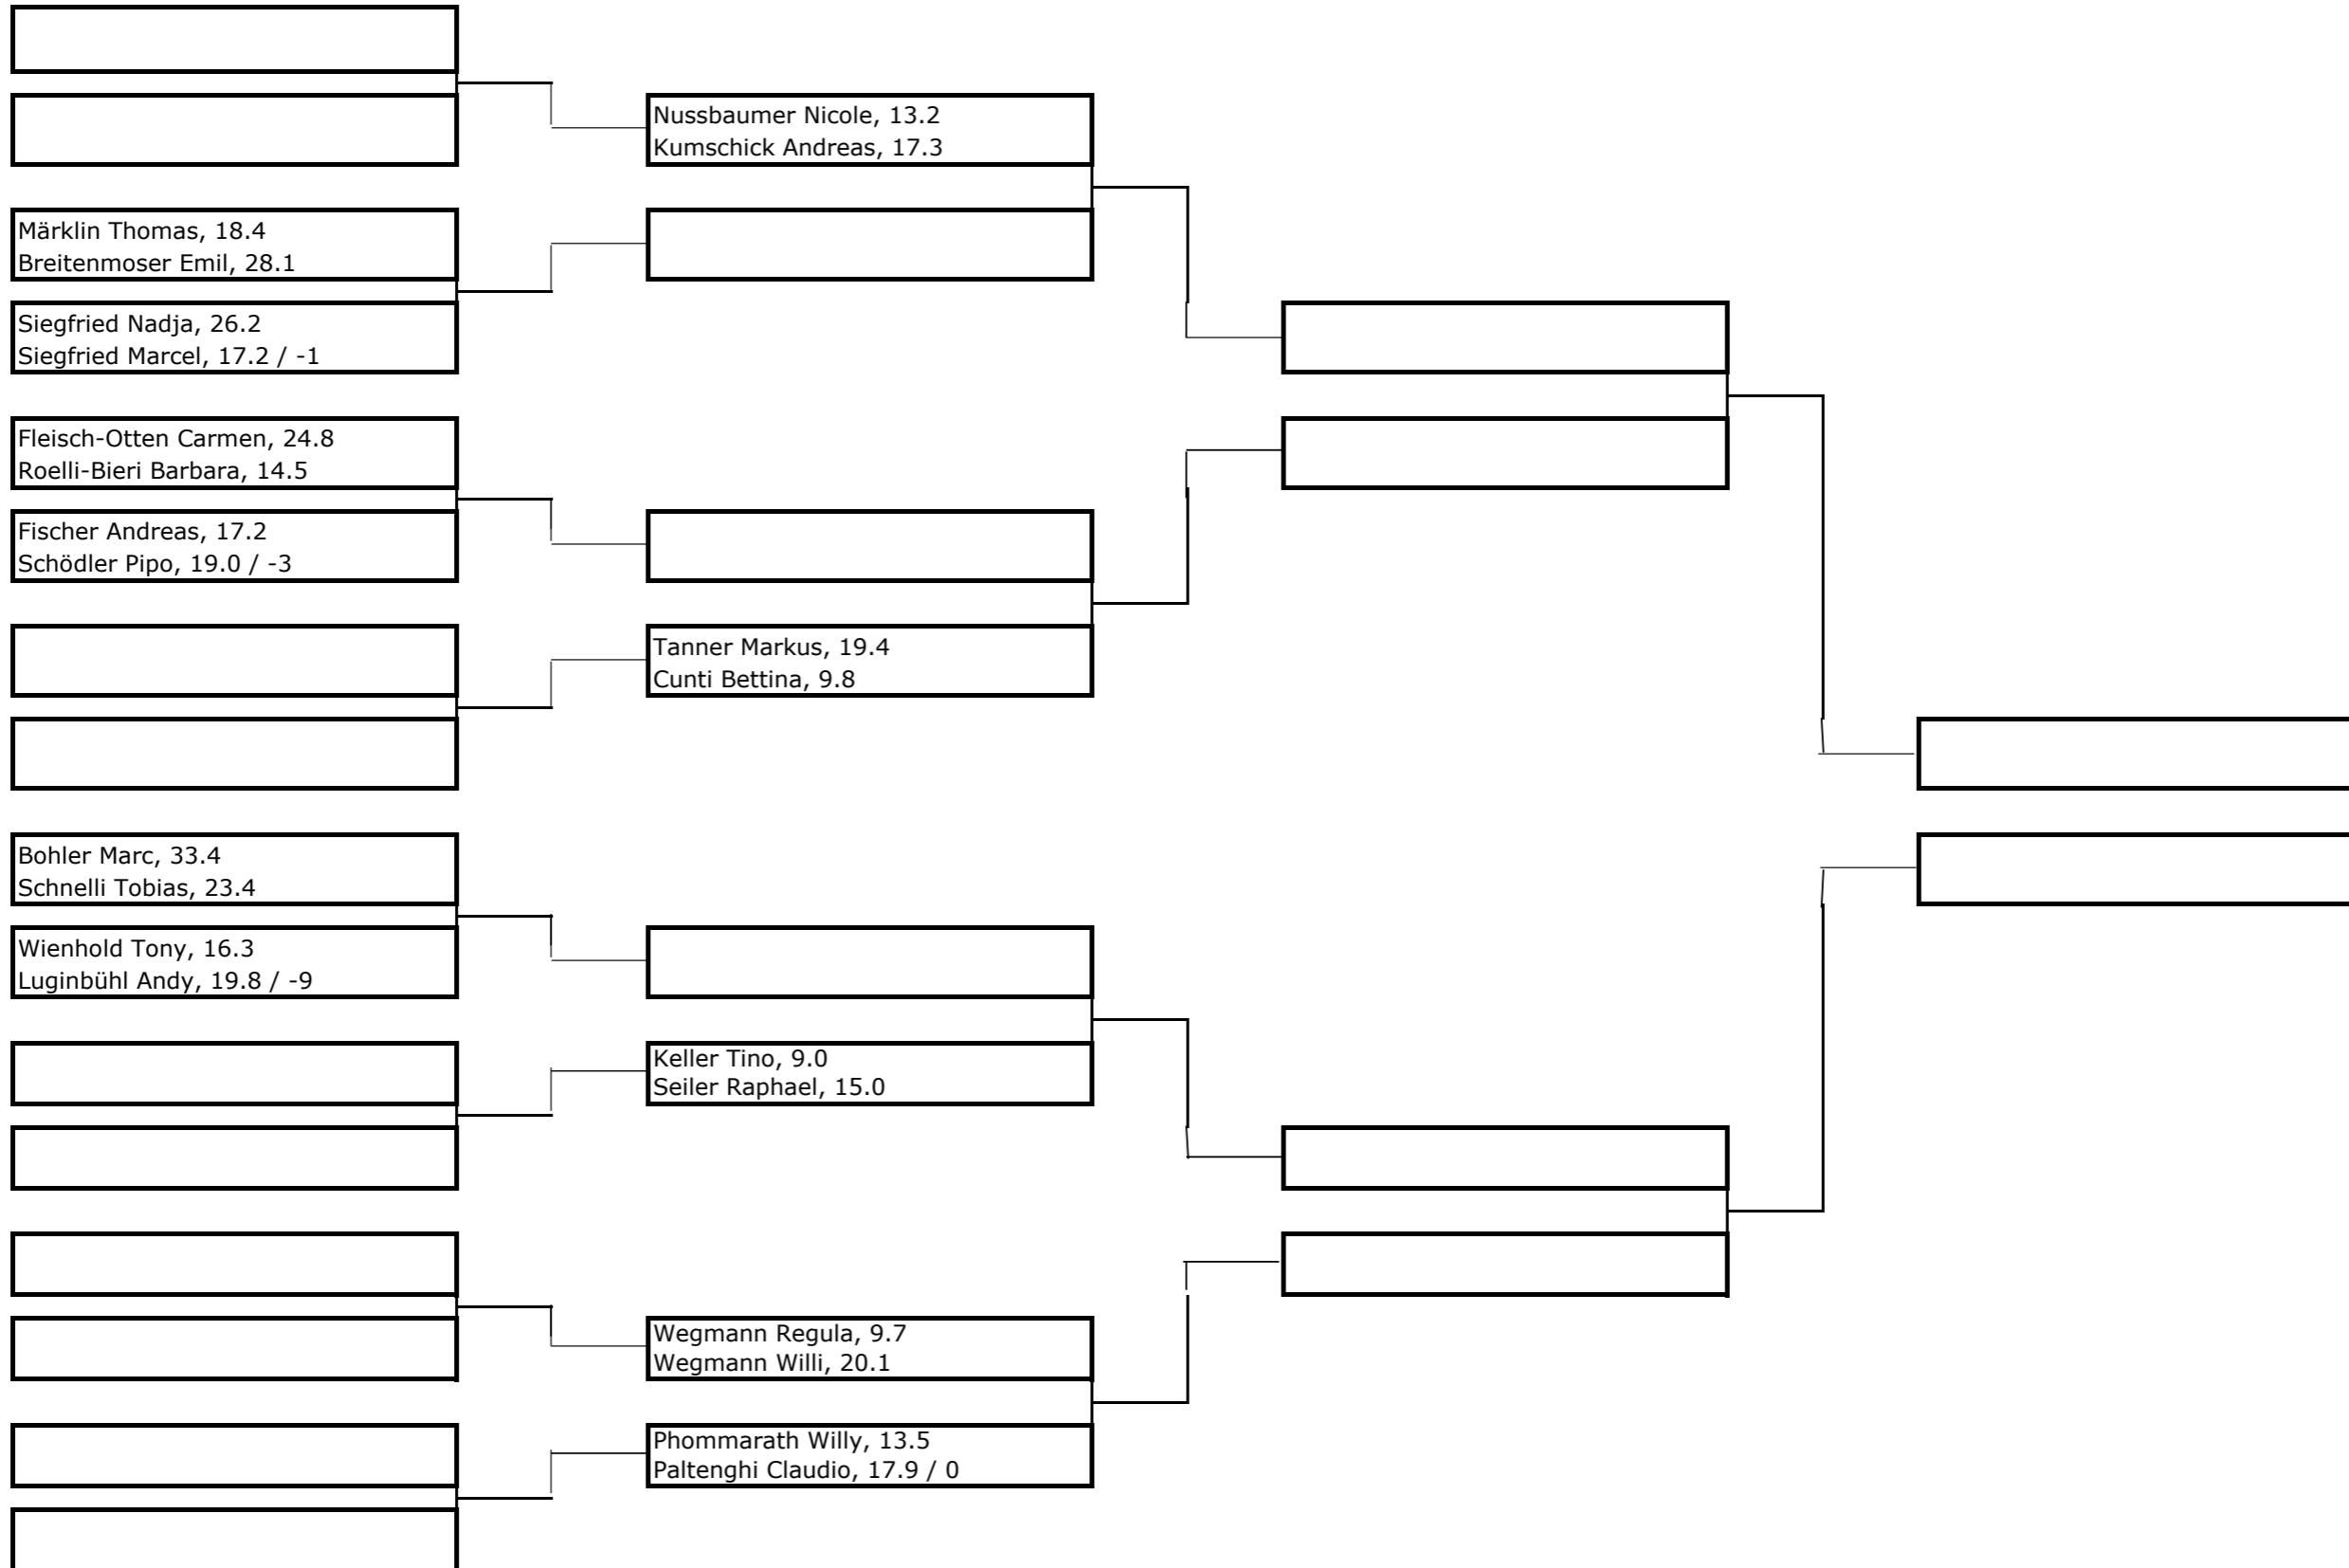 Nussbaumer Nicole, 13.2
Kumschick Andreas, 17.3
Märklin Thomas, 18.4
Breitenmoser Emil, 28.1
Siegfried Nadja, 26.2
Siegfried Marcel, 17.2 / -1
Fleisch-Otten Carmen, 24.8
Roelli-Bieri Barbara, 14.5
Fischer Andreas, 17.2
Schödler Pipo, 19.0 / -3
Tanner Markus, 19.4
Cunti Bettina, 9.8
Bohler Marc, 33.4
Schnelli Tobias, 23.4
Wienhold Tony, 16.3
Luginbühl Andy, 19.8 / -9
Keller Tino, 9.0
Seiler Raphael, 15.0
Wegmann Regula, 9.7
Wegmann Willi, 20.1
Phommarath Willy, 13.5
Paltenghi Claudio, 17.9 / 0